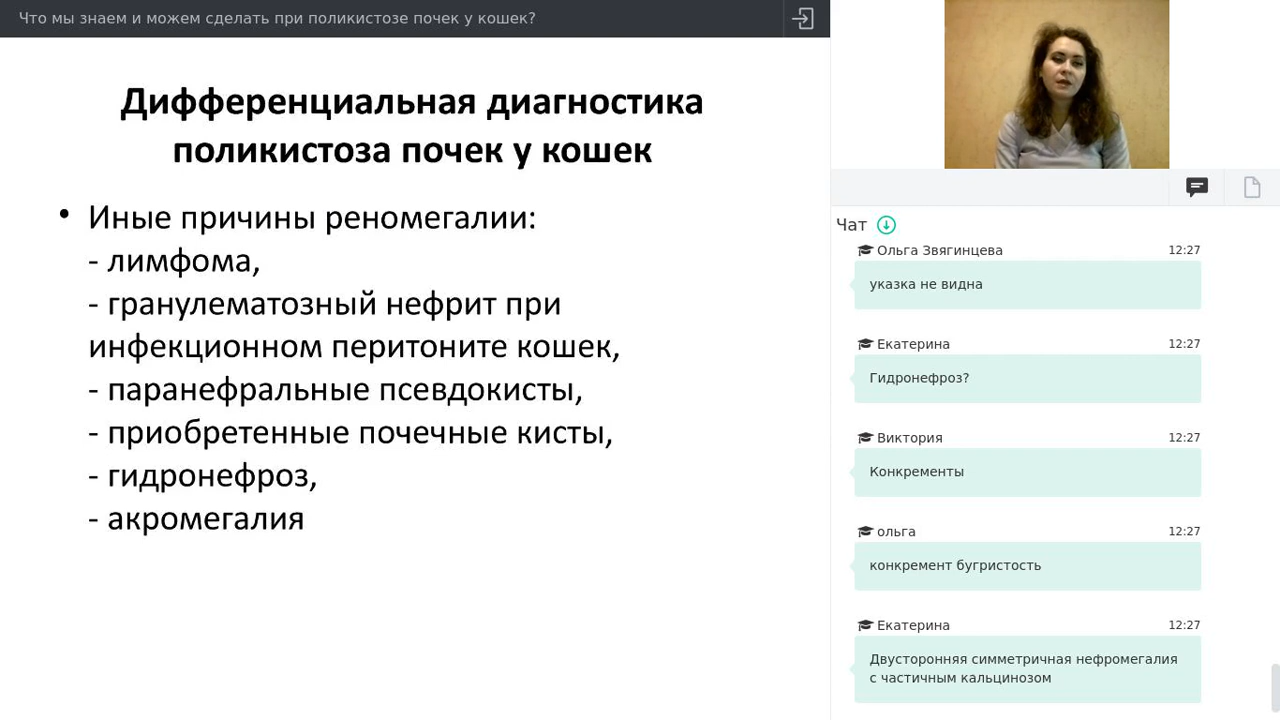 Что мы знаем и можем сделать при поликистозе почек у кошек?
Дифференциальная диагностика
поликистоза почек у кошек
• Иные причины реномегалии:
- лимфома,
- гранулематозный нефрит при
инфекционном перитоните кошек,
- паранефральные псевдокисты,
- приобретенные почечные кисты,
- гидронефроз,
- акромегалия
Чат
Ольга Звягинцева 12:27
указка не видна
Екатерина 12:27
Гидронефроз?
Виктория 12:27
Конкременты
ольга 12:27
конкремент бугристость
Екатерина 12:27
Двусторонняя симметричная нефромегалия
с частичным кальцинозом